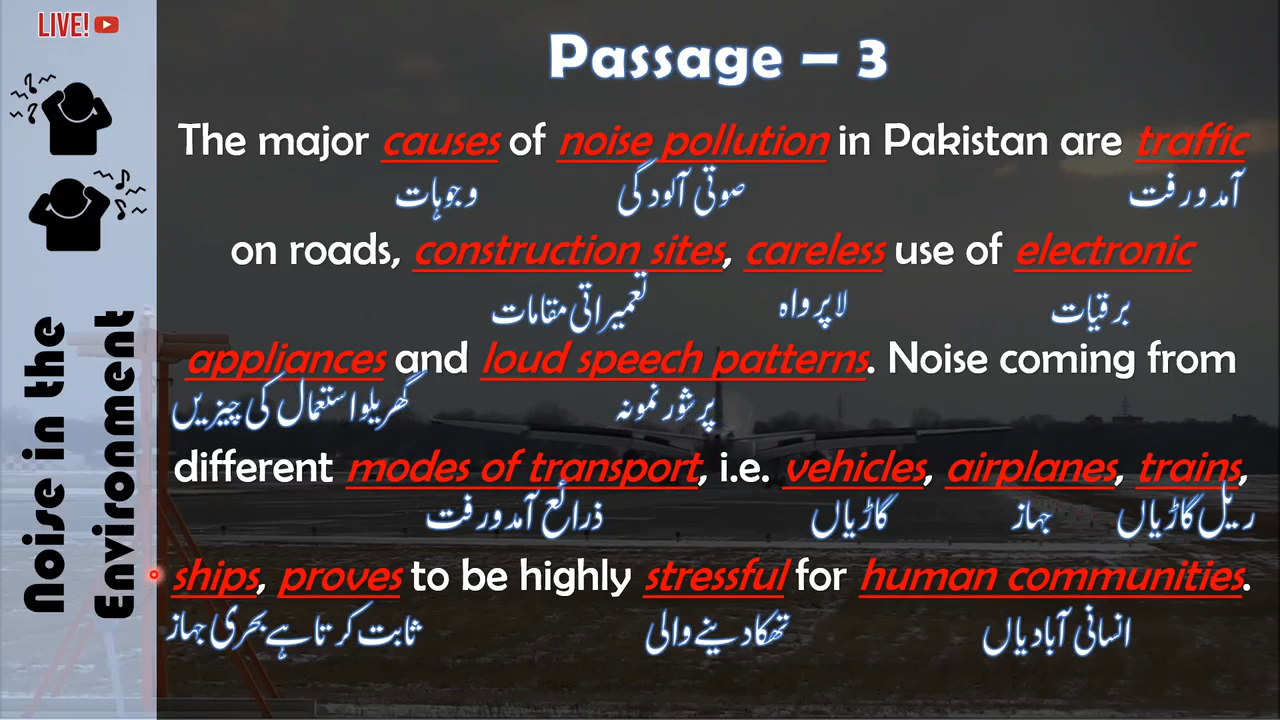 LIVE!
Passage – 3
The major causes of noise pollution in Pakistan are traffic
وجوہات صوتی آلودگی آمدورفت
on roads, construction sites, careless use of electronic
تعمیراتی مقامات لاپرواہ برقیات
appliances and loud speech patterns. Noise coming from
گھریلو استعمال کی چیزیں پرشور نمونہ
different modes of transport, i.e. vehicles, airplanes, trains,
ذرائع آمدورفت گاڑیاں جہاز ریل گاڑیاں
ships, proves to be highly stressful for human communities.
بحری جہاز ثابت کرتا ہے تھکا دینے والی انسانی آبادیاں
Noise in the
Environment